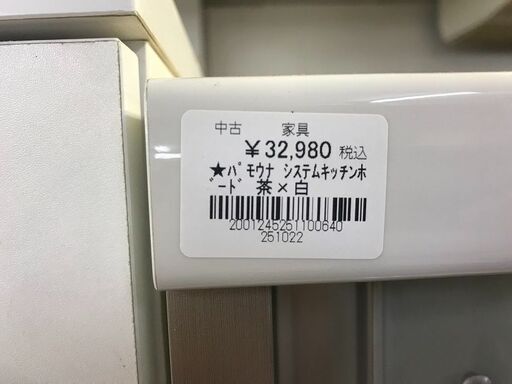 中古 家具
¥32,980 税込
★パモウナ システムキッチンホ
ード 茶×白
2001245251100640
251022